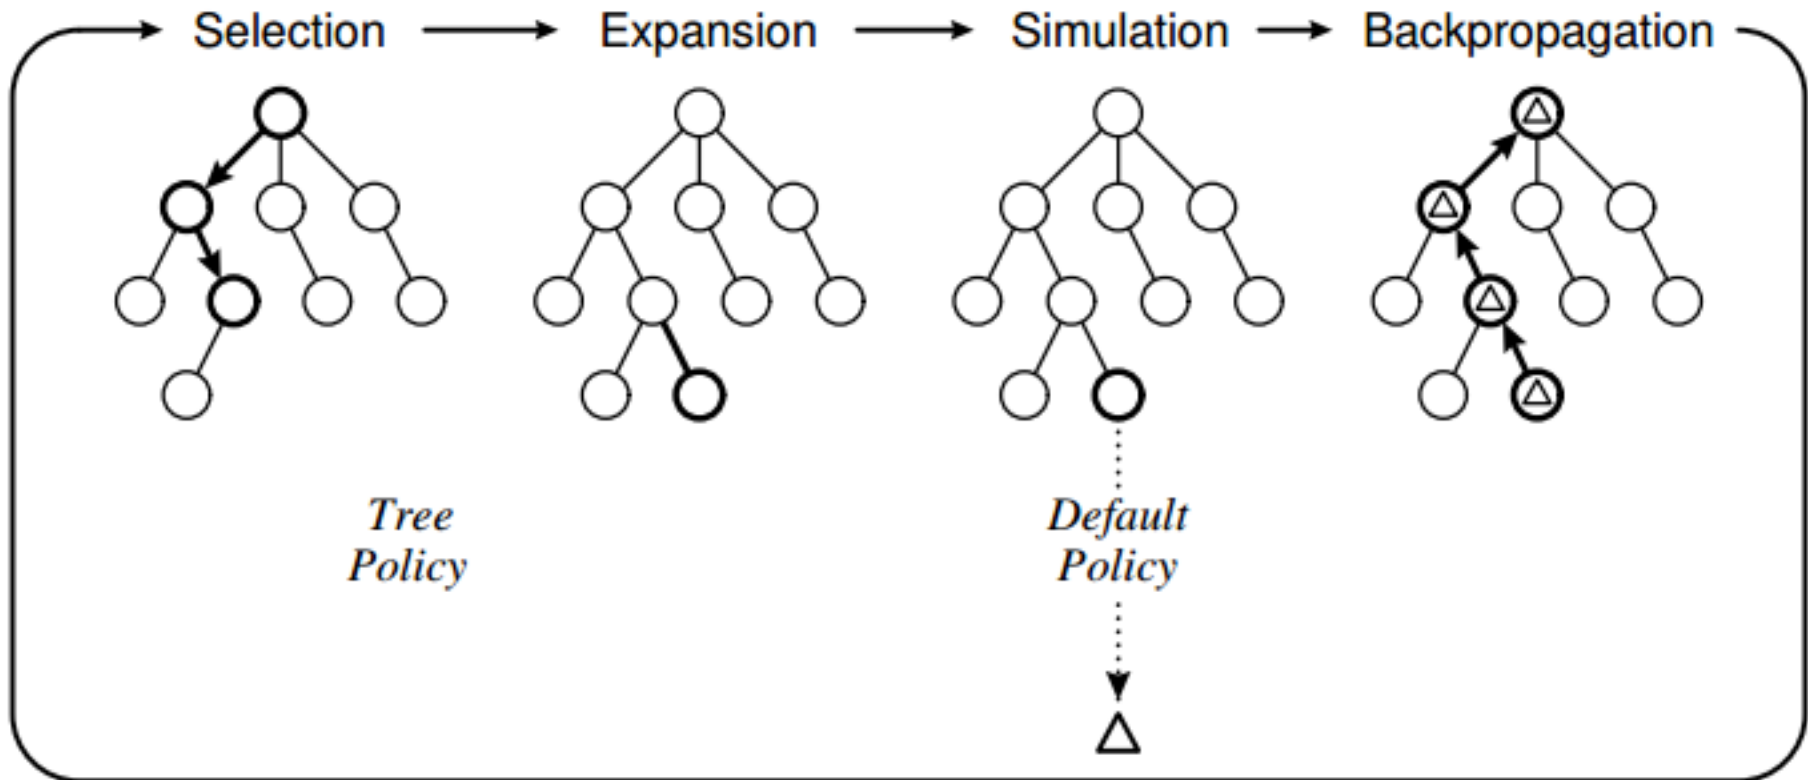 Selection Expansion Simulation Backpropagation
Tree
Policy
Default
Policy